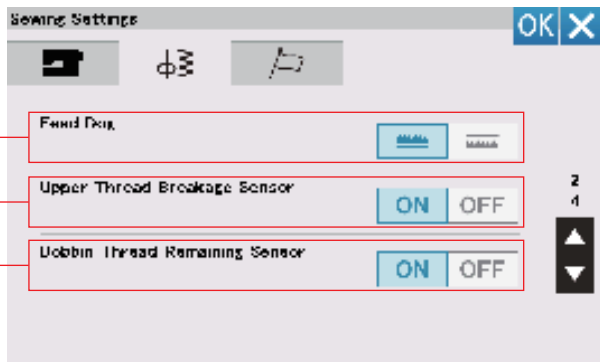 Sewing Settings
OK X
Feed Dog
Upper Thread Breakage Sensor
ON OFF
2
4
Bobbin Thread Remaining Sensor
ON OFF